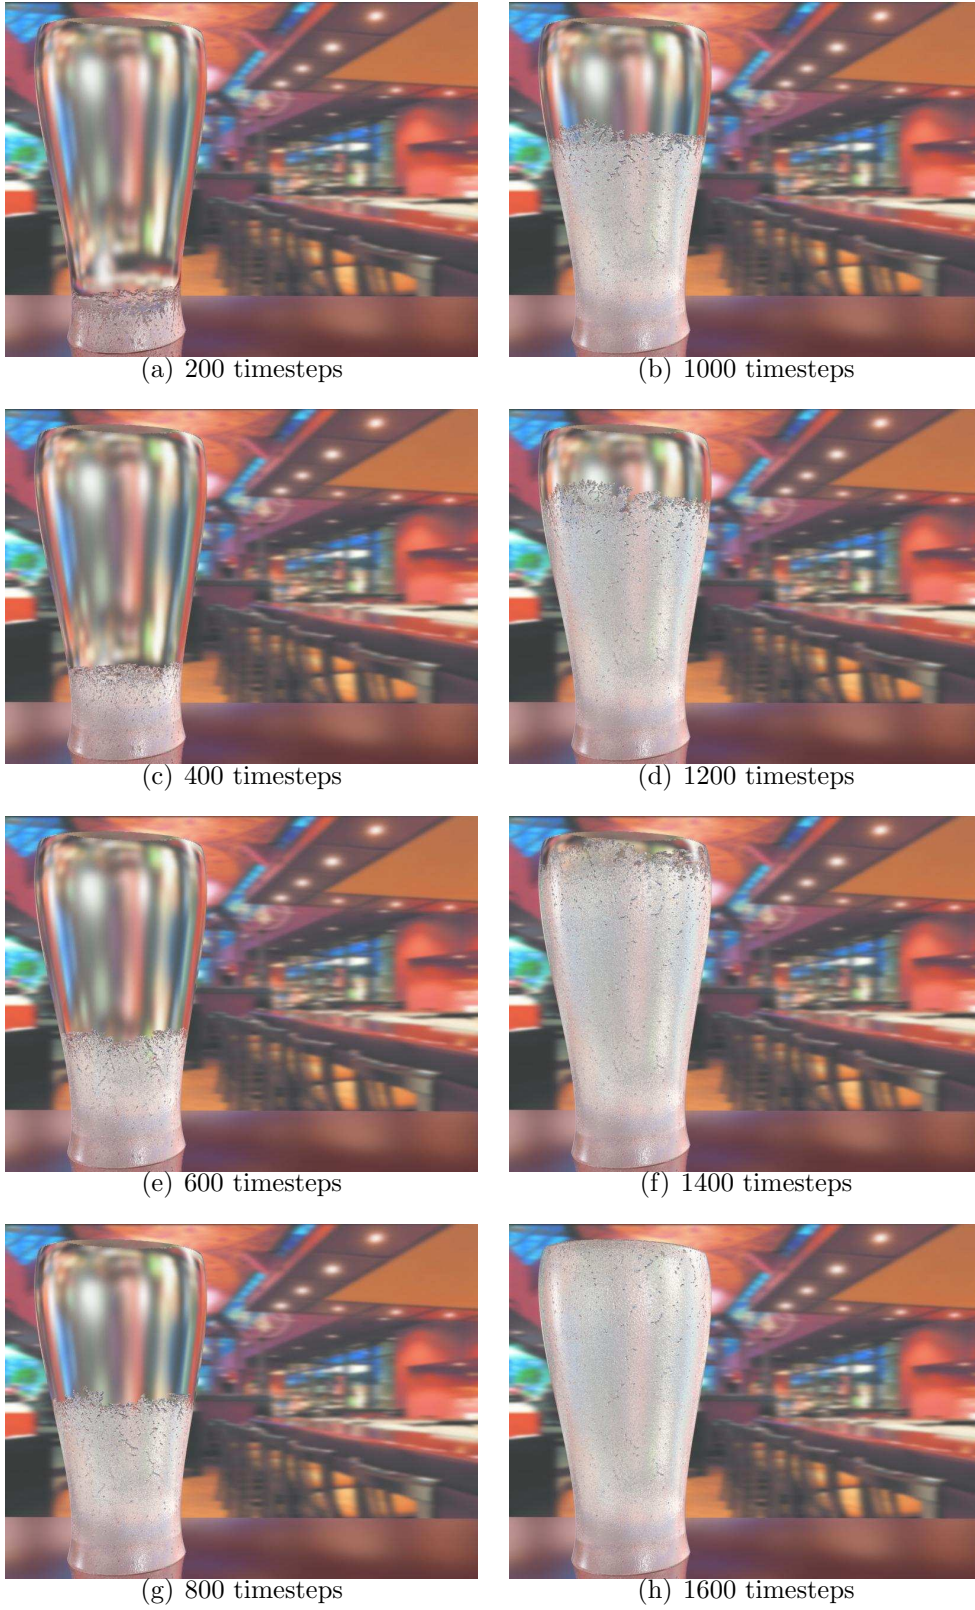 (a) 200 timesteps
(b) 1000 timesteps
(c) 400 timesteps
(d) 1200 timesteps
(e) 600 timesteps
(f) 1400 timesteps
(g) 800 timesteps
(h) 1600 timesteps